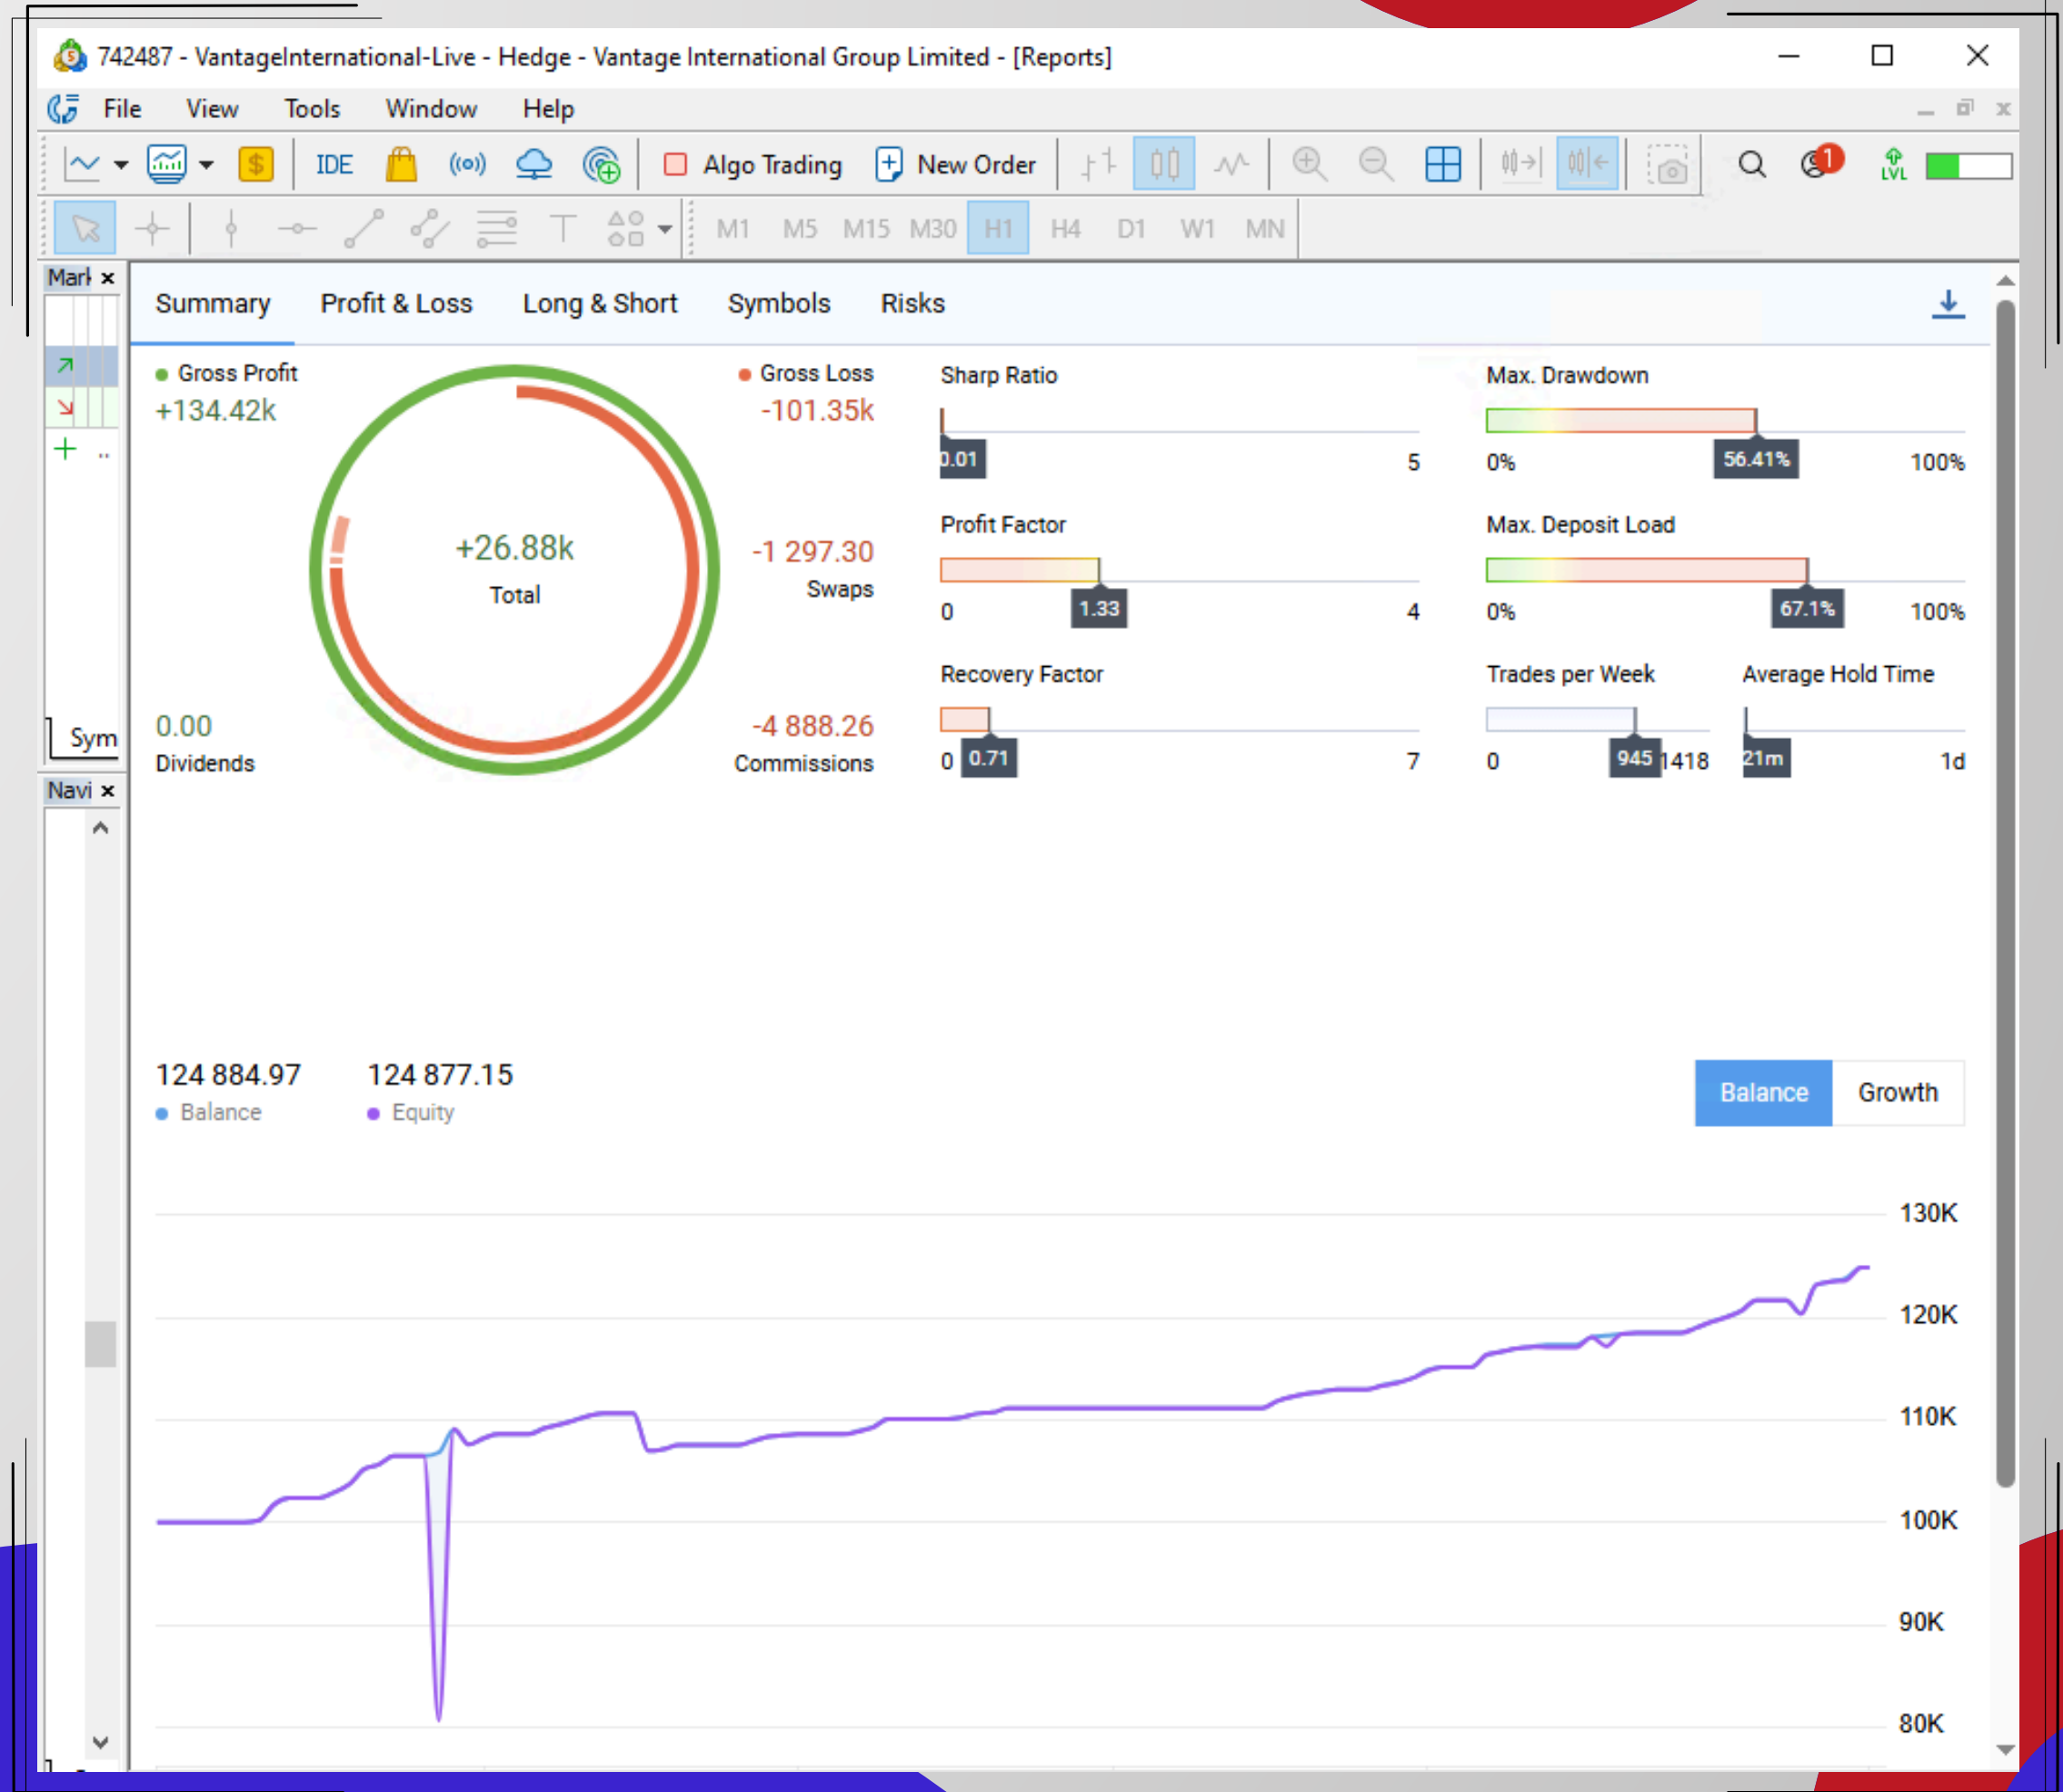 742487 - VantageInternational-Live - Hedge - Vantage International Group Limited - [Reports]
File View Tools Window Help
IDE Algo Trading New Order 1 LVL
M1 M5 M15 M30 H1 H4 D1 W1 MN
Mark
Summary Profit & Loss Long & Short Symbols Risks
Gross Profit
+134.42k
Gross Loss
-101.35k
+26.88k
Total
-1 297.30
Swaps
0.00
Dividends
-4 888.26
Commissions
Sharp Ratio
0.01 5
Max. Drawdown
0% 56.41% 100%
Profit Factor
0 1.33 4
Max. Deposit Load
0% 67.1% 100%
Recovery Factor
0 0.71 7
Trades per Week
0 945 1418
Average Hold Time
21m 1d
Sym
Navi
124 884.97 124 877.15
Balance Equity
Balance Growth
130K
120K
110K
100K
90K
80K